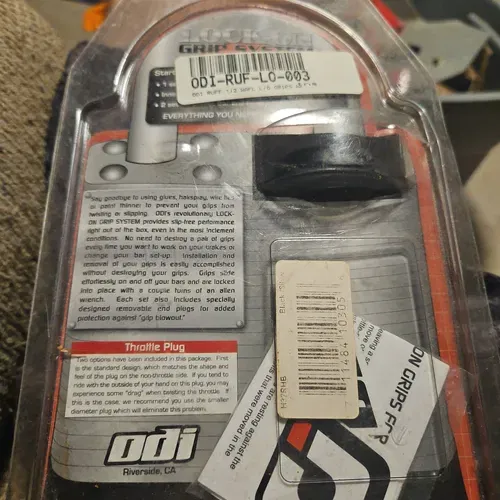 LOCK-ON
GRIP SYSTEM
Start
ODI-RUF-LO-003
EVERYTHING YOU
"Say goodbye to using glues, hairspray, wire ties
or paint thinner to prevent your grips from
twisting or slipping. ODI's revolutionary LOCK-
ON GRIP SYSTEM provides slip-free performance
right out of the box, even in the most inclement
conditions. No need to destroy a pair of grips
every time you want to work on your brakes or
change your bar set-up. Installation and
removal of your grips is easily accomplished
without destroying your grips. Grips slide
effortlessly on and off your bars and are locked
into place with a couple turns of an allen
wrench. Each set also includes specially
designed removable end plugs for added
protection against "grip blowout."
Throttle Plug
Two options have been included in this package. First
is the standard design, which matches the shape and
feel of the plug on the non-throttle side. If you tend to
ride with the outside of your hand on this plug, you may
experience some "drag" when twisting the throttle. If
this is the case, we recommend you use the smaller
diameter plug which will eliminate this problem.
odi
Riverside, CA
ON GRIPS FOR
are resting against the
that were moved in the